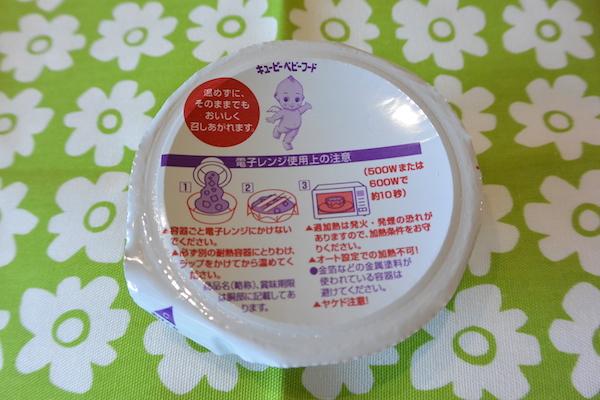 キユーピーベビーフード
温めずに、
そのままでも
おいしく
召しあがれます。
電子レンジ使用上の注意
1 2 3
(500Wまたは
600Wで
約10秒)
▲容器ごと電子レンジにかけない
でください。
▲必ず別の耐熱容器にとりわけ、
ラップをかけてから温めてく
ださい。
商品名(略称)、賞味期限
は胴部に記載してあ
ります。
▲過加熱は発火・発煙の恐れが
ありますので、加熱条件をお守
りください。
▲オート設定での加熱不可!
●金箔などの金属塗料が
使われている容器は
避けてください。
▲ヤケド注意!